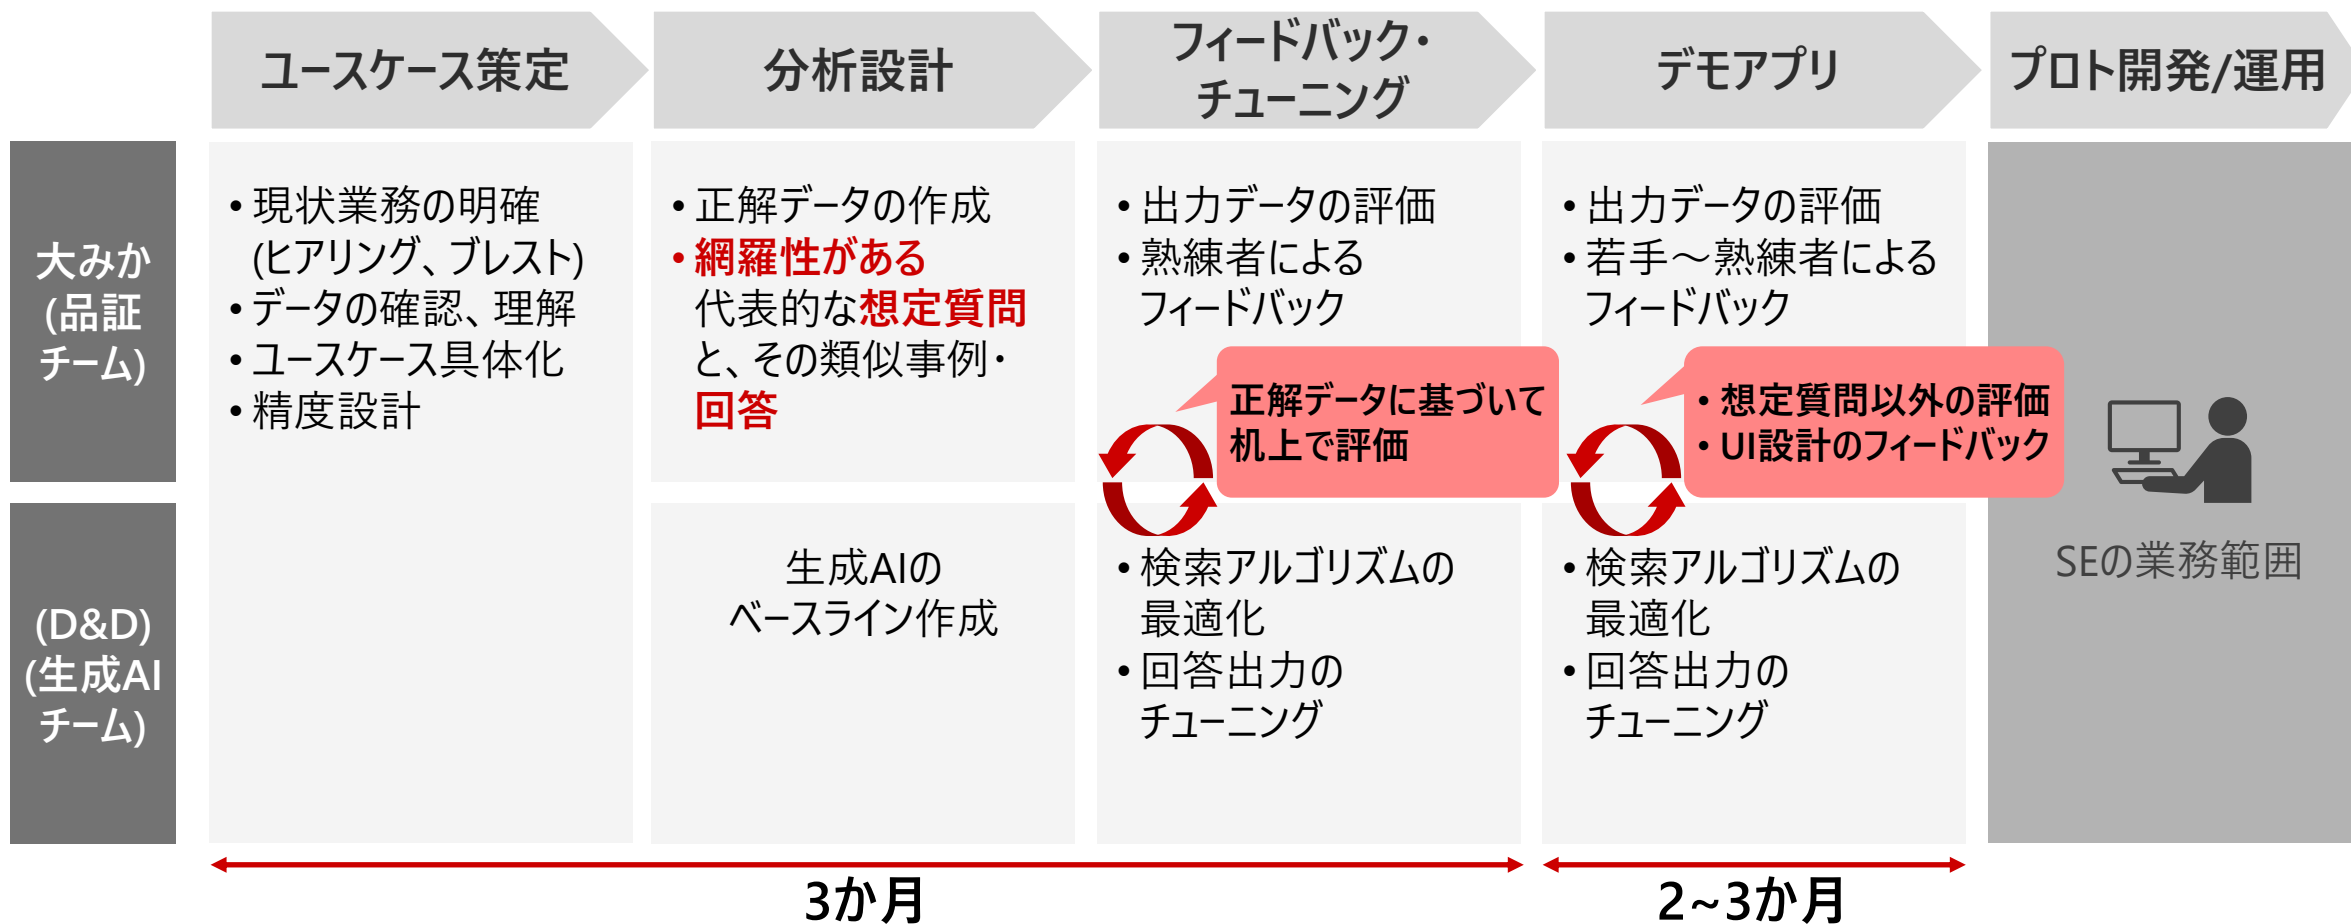 ユースケース策定
分析設計
フィードバック・
チューニング
デモアプリ
プロト開発/運用
大みか
(品証
チーム)
• 現状業務の明確
(ヒアリング、ブレスト)
• データの確認、理解
• ユースケース具体化
• 精度設計
• 正解データの作成
• 網羅性がある
代表的な想定質問
と、その類似事例・
回答
• 出力データの評価
• 熟練者による
フィードバック
正解データに基づいて
机上で評価
• 出力データの評価
• 若手～熟練者による
フィードバック
• 想定質問以外の評価
• UI設計のフィードバック
SEの業務範囲
(D&D)
(生成AI
チーム)
生成AIの
ベースライン作成
• 検索アルゴリズムの
最適化
• 回答出力の
チューニング
• 検索アルゴリズムの
最適化
• 回答出力の
チューニング
3か月
2~3か月